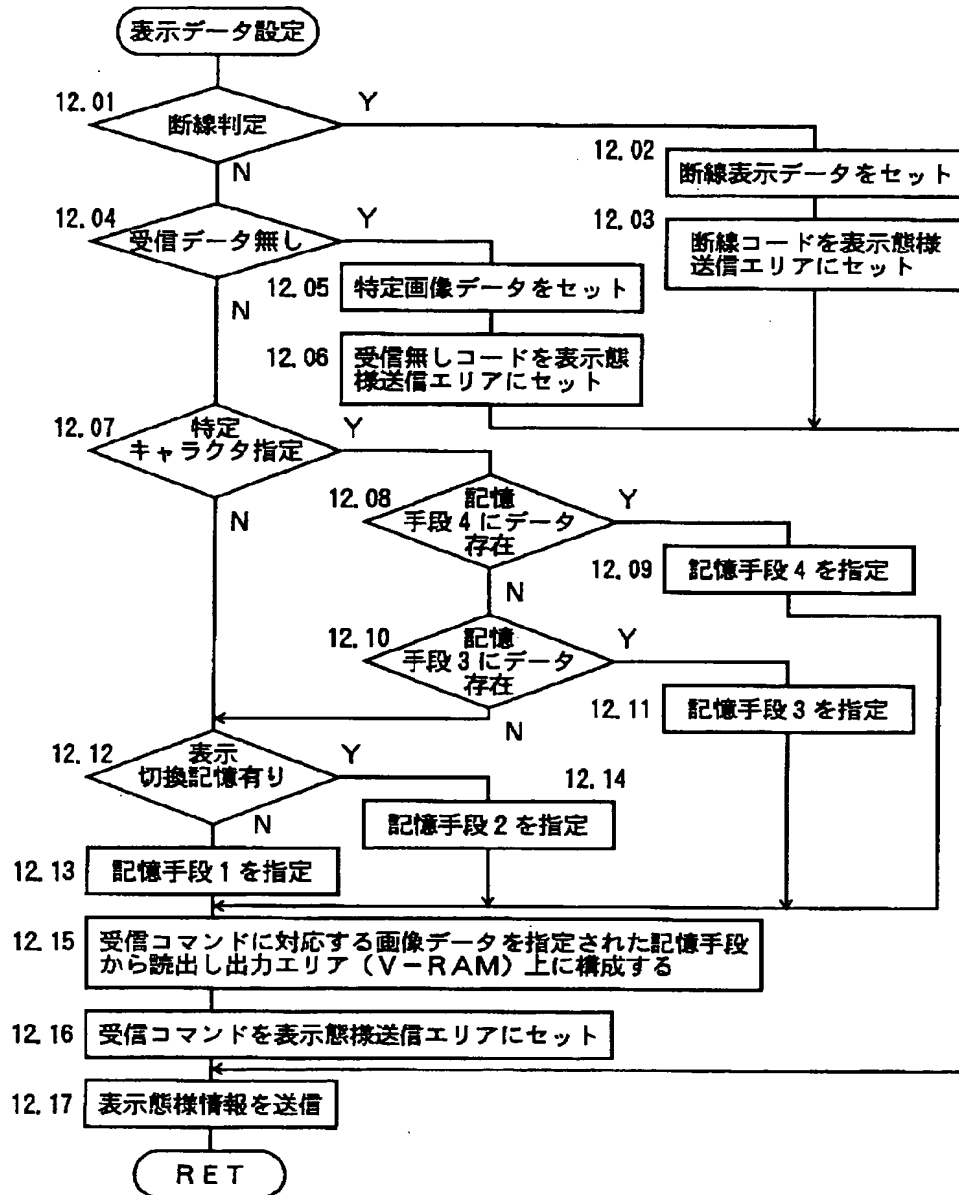 表示データ設定
12.01
断線判定
Y
N
12.02
断線表示データをセット
12.03
断線コードを表示態様
送信エリアにセット
12.04
受信データ無し
Y
N
12.05
特定画像データをセット
12.06
受信無しコードを表示態
様送信エリアにセット
12.07
特定
キャラクタ指定
Y
N
12.08
記憶
手段4にデータ
存在
Y
N
12.09
記憶手段4を指定
12.10
記憶
手段3にデータ
存在
Y
N
12.11
記憶手段3を指定
12.12
表示
切換記憶有り
Y
N
12.14
記憶手段2を指定
12.13
記憶手段1を指定
12.15
受信コマンドに対応する画像データを指定された記憶手段
から読出し出力エリア(V-RAM)上に構成する
12.16
受信コマンドを表示態様送信エリアにセット
12.17
表示態様情報を送信
RET